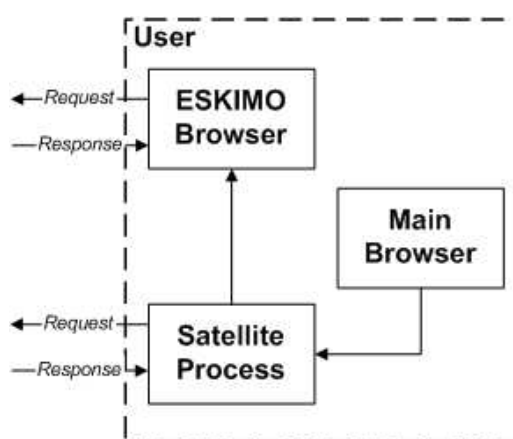 User
Request
Response
ESKIMO
Browser
Main
Browser
Request
Response
Satellite
Process